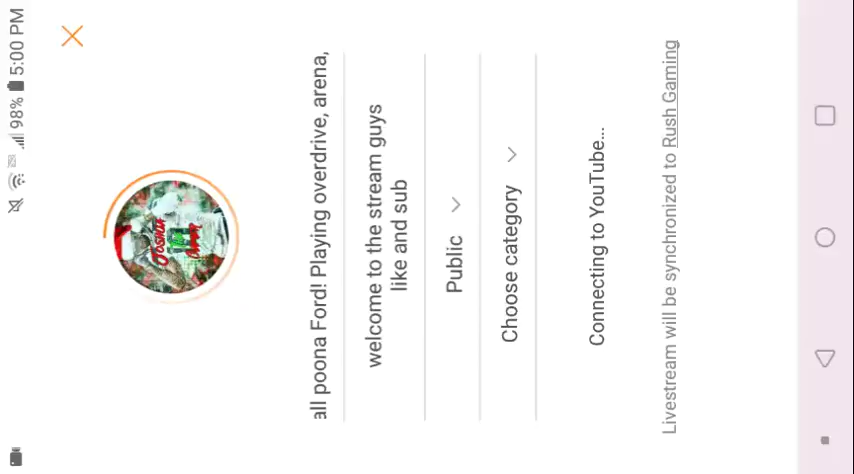 98% 5:00 PM
JOSHUA
all poona Ford! Playing overdrive, arena,
welcome to the stream guys
like and sub
Public
Choose category
Connecting to YouTube...
Livestream will be synchronized to Rush Gaming